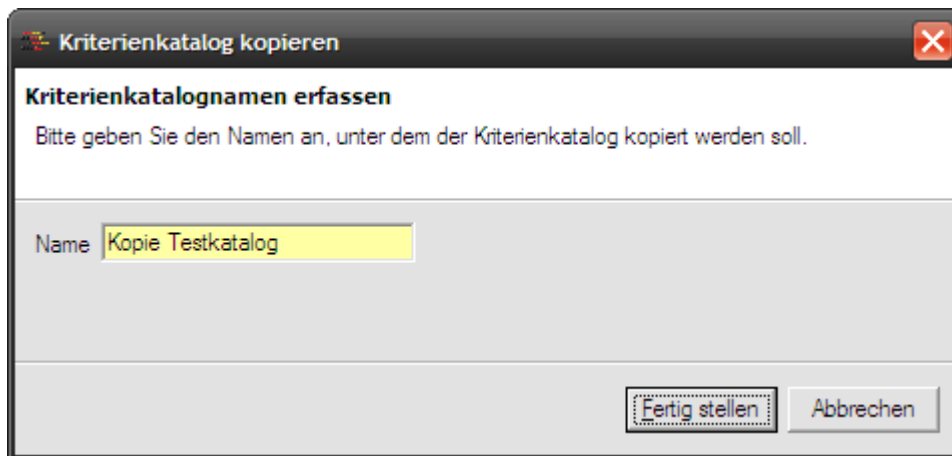 Kriterienkatalog kopieren
Kriterienkatalognamen erfassen
Bitte geben Sie den Namen an, unter dem der Kriterienkatalog kopiert werden soll.
Name Kopie Testkatalog
Fertig stellen Abbrechen